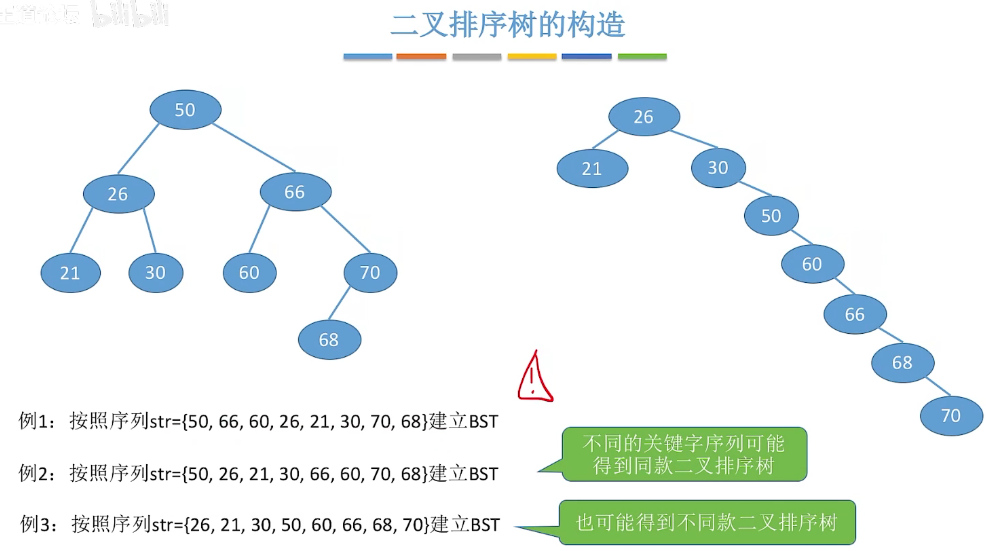 bilibili
二叉排序树的构造
50
26
66
21
30
60
70
68
26
21
30
50
60
66
68
70
!
例1：按照序列str={50, 66, 60, 26, 21, 30, 70, 68}建立BST
例2：按照序列str={50, 26, 21, 30, 66, 60, 70, 68}建立BST
不同的关键字序列可能
得到同款二叉排序树
例3：按照序列str={26, 21, 30, 50, 60, 66, 68, 70}建立BST
也可能得到不同款二叉排序树